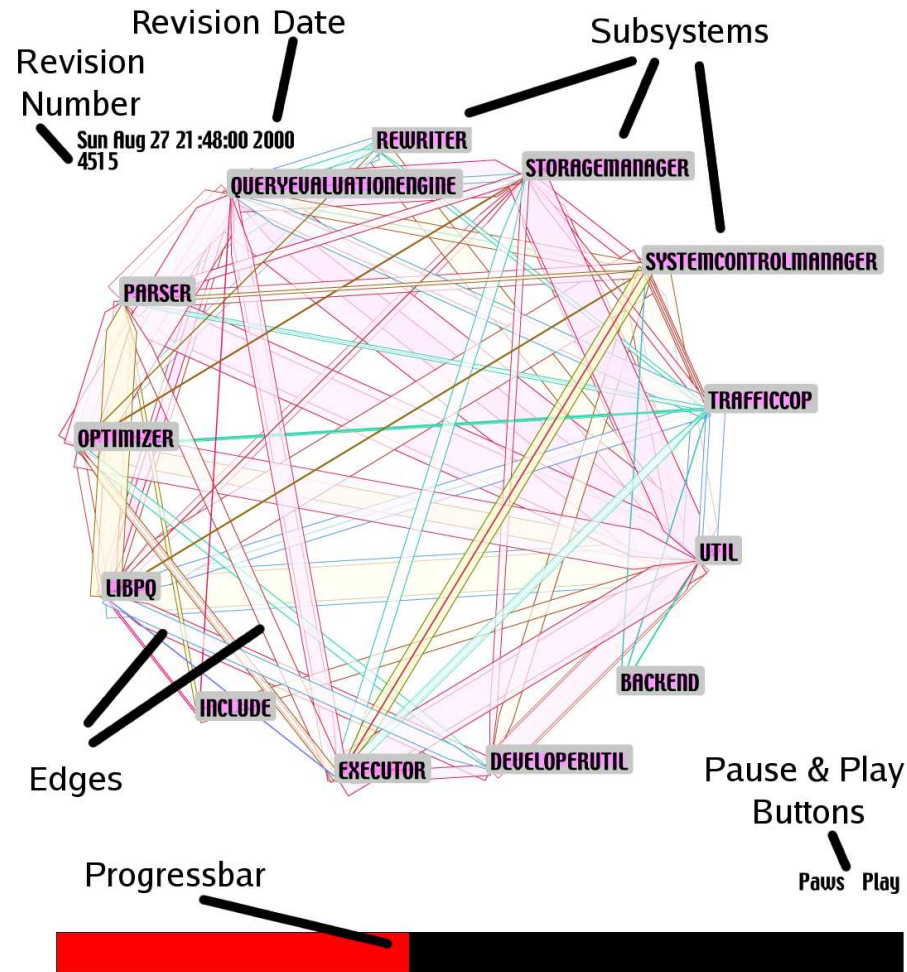 Revision Date
Subsystems
Revision
Number
Sun Aug 27 21:48:00 2000
4515
REWRITER
STORAGEMANAGER
QUERYEVALUATIONENGINE
SYSTEMCONTROLMANAGER
PARSER
TRAFFICCOP
OPTIMIZER
UTIL
LIBPQ
BACKEND
INCLUDE
DEVELOPERUTIL
EXECUTOR
Edges
Pause & Play
Buttons
Progressbar
Paws Play